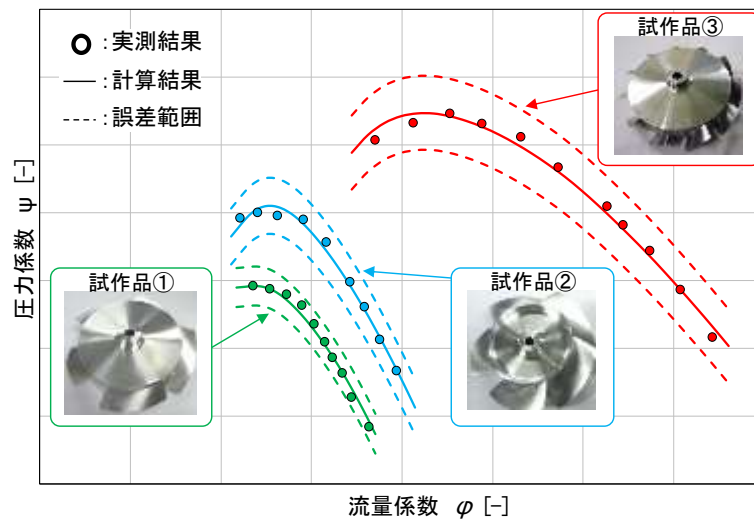 ：実測結果
：計算結果
：誤差範囲
試作品③
圧力係数 ψ [-]
試作品①
試作品②
流量係数 φ [-]